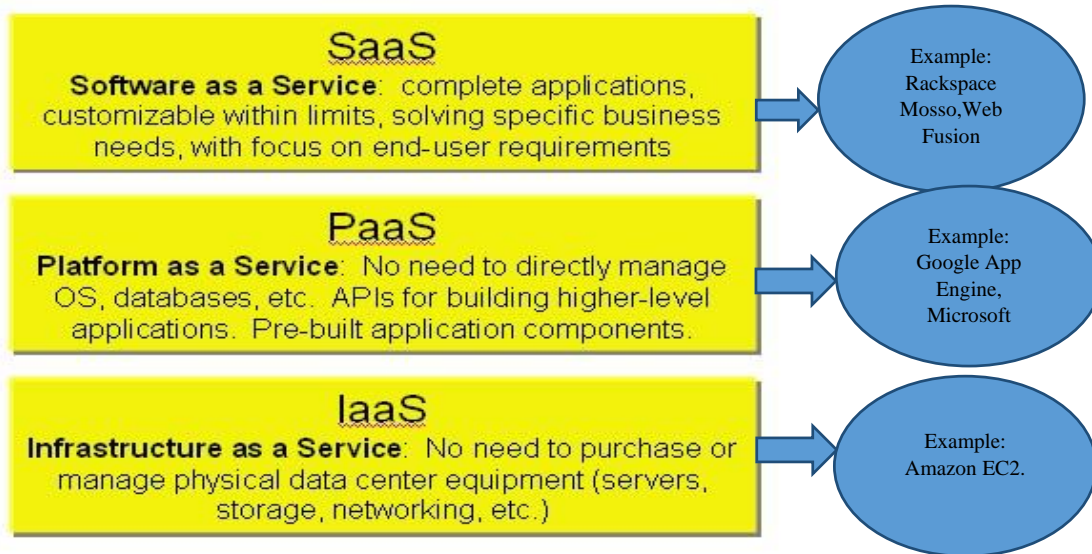 SaaS
Software as a Service: complete applications,
customizable within limits, solving specific business
needs, with focus on end-user requirements
Example:
Rackspace
Mosso,Web
Fusion
PaaS
Platform as a Service: No need to directly manage
OS, databases, etc. APIs for building higher-level
applications. Pre-built application components.
Example:
Google App
Engine,
Microsoft
IaaS
Infrastructure as a Service: No need to purchase or
manage physical data center equipment (servers,
storage, networking, etc.)
Example:
Amazon EC2.